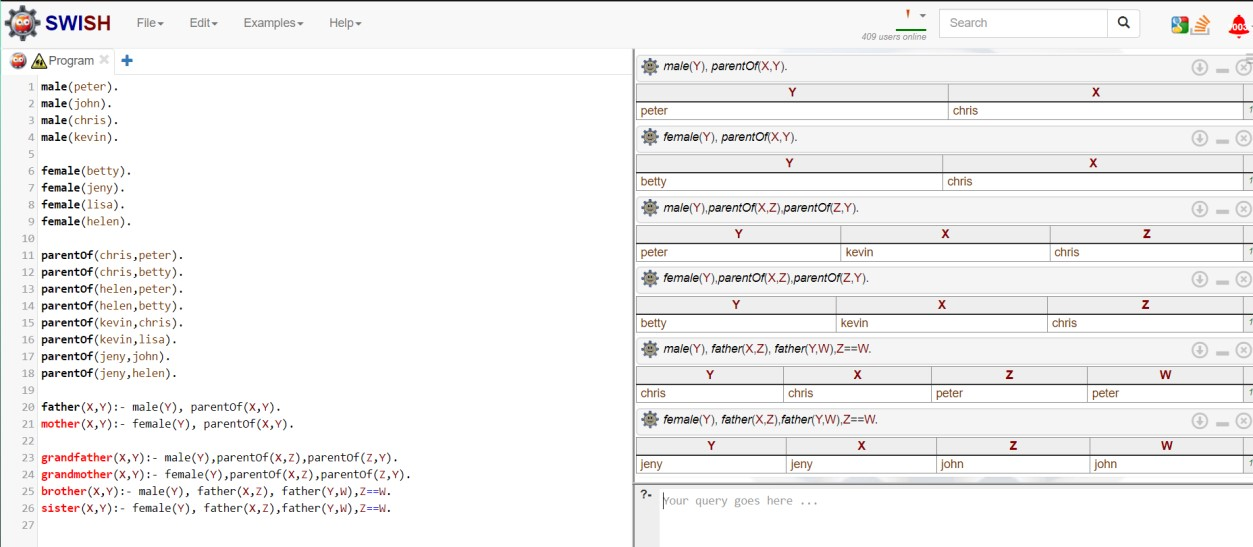 SWISH File Edit Examples Help 409 users online Search
Program
1 male(peter).
2 male(john).
3 male(chris).
4 male(kevin).
5
6 female(betty).
7 female(jeny).
8 female(lisa).
9 female(helen).
10
11 parentOf(chris,peter).
12 parentOf(chris,betty).
13 parentOf(helen,peter).
14 parentOf(helen,betty).
15 parentOf(kevin,chris).
16 parentOf(kevin,lisa).
17 parentOf(jeny,john).
18 parentOf(jeny,helen).
19
20 father(X,Y):- male(Y), parentOf(X,Y).
21 mother(X,Y):- female(Y), parentOf(X,Y).
22
23 grandfather(X,Y):- male(Y),parentOf(X,Z),parentOf(Z,Y).
24 grandmother(X,Y):- female(Y),parentOf(X,Z),parentOf(Z,Y).
25 brother(X,Y):- male(Y), father(X,Z), father(Y,W),Z==W.
26 sister(X,Y):- female(Y), father(X,Z),father(Y,W),Z==W.
27
male(Y), parentOf(X,Y).
Y X
peter chris
female(Y), parentOf(X,Y).
Y X
betty chris
male(Y),parentOf(X,Z),parentOf(Z,Y).
Y X Z
peter kevin chris
female(Y),parentOf(X,Z),parentOf(Z,Y).
Y X Z
betty kevin chris
male(Y), father(X,Z), father(Y,W),Z==W.
Y X Z W
chris chris peter peter
female(Y), father(X,Z),father(Y,W),Z==W.
Y X Z W
jeny jeny john john
?- Your query goes here ...